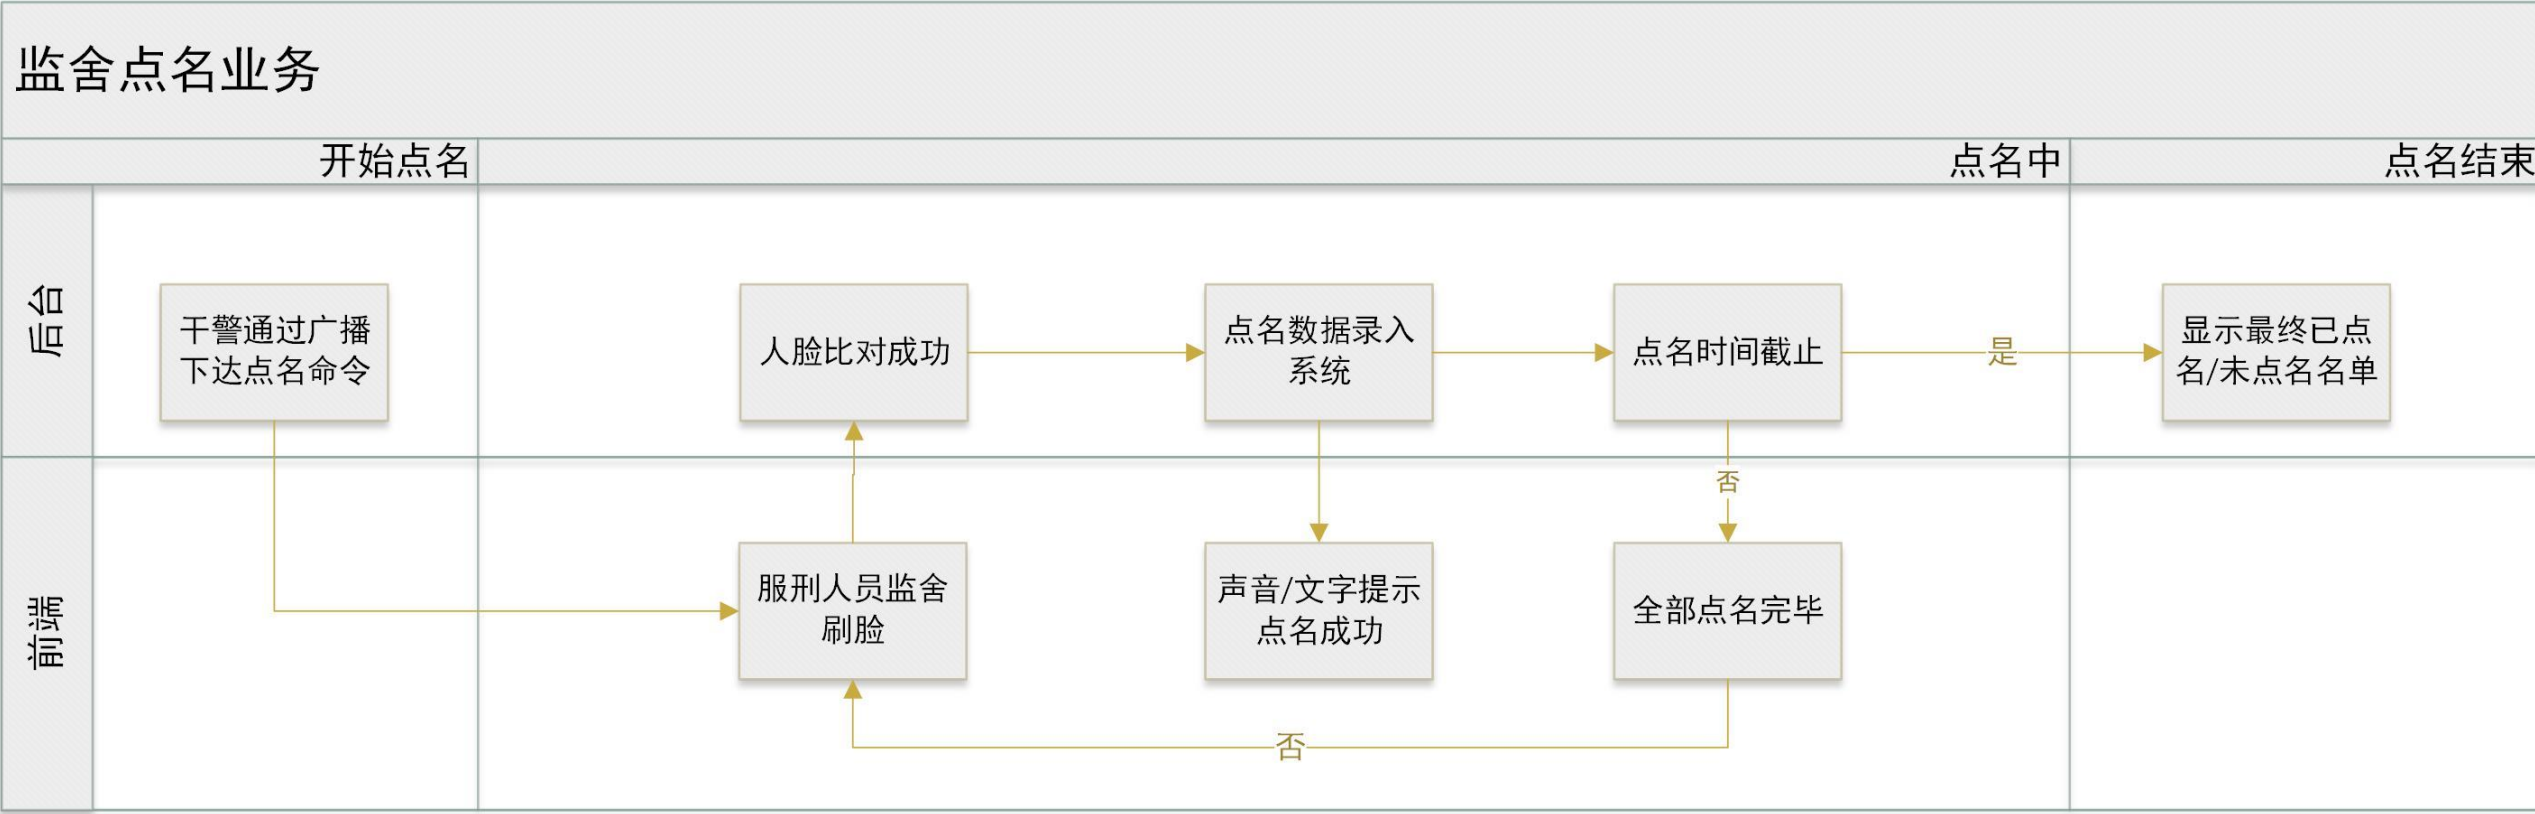 监舍点名业务
开始点名
点名中
点名结束
后台
干警通过广播
下达点名命令
人脸比对成功
点名数据录入
系统
点名时间截止
是
显示最终已点
名/未点名名单
否
前端
服刑人员监舍
刷脸
声音/文字提示
点名成功
全部点名完毕
否